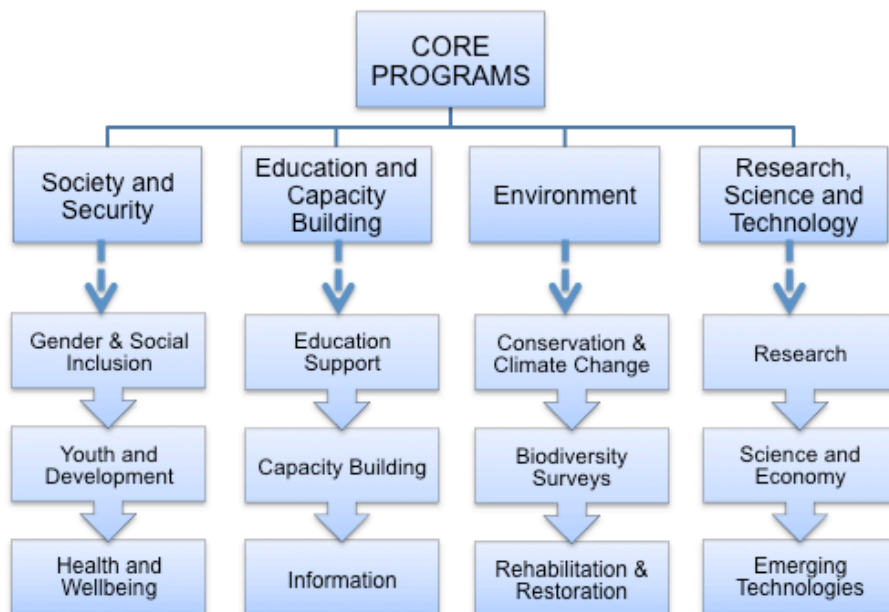 CORE
PROGRAMS
Society and
Security
Education and
Capacity
Building
Environment
Research,
Science and
Technology
Gender & Social
Inclusion
Education
Support
Conservation &
Climate Change
Research
Youth and
Development
Capacity Building
Biodiversity
Surveys
Science and
Economy
Health and
Wellbeing
Information
Rehabilitation &
Restoration
Emerging
Technologies